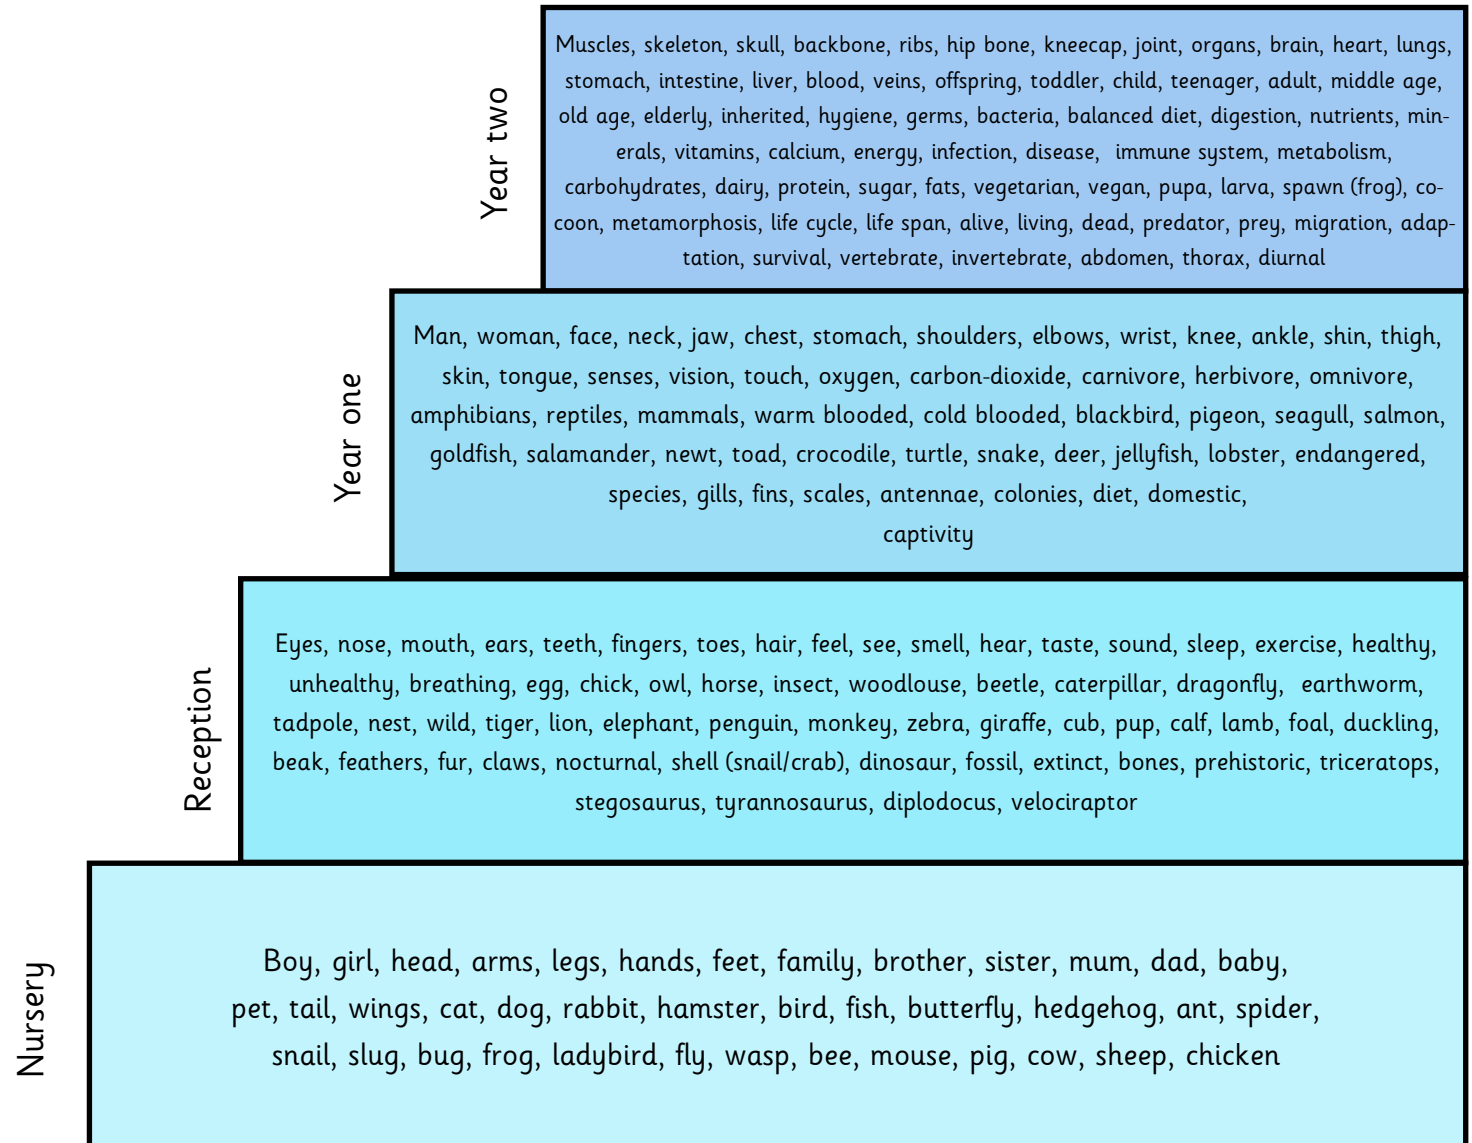 Year two
Muscles, skeleton, skull, backbone, ribs, hip bone, kneecap, joint, organs, brain, heart, lungs,
stomach, intestine, liver, blood, veins, offspring, toddler, child, teenager, adult, middle age,
old age, elderly, inherited, hygiene, germs, bacteria, balanced diet, digestion, nutrients, min-
erals, vitamins, calcium, energy, infection, disease,  immune system, metabolism,
carbohydrates, dairy, protein, sugar, fats, vegetarian, vegan, pupa, larva, spawn (frog), co-
coon, metamorphosis, life cycle, life span, alive, living, dead, predator, prey, migration, adap-
tation, survival, vertebrate, invertebrate, abdomen, thorax, diurnal
Year one
Man, woman, face, neck, jaw, chest, stomach, shoulders, elbows, wrist, knee, ankle, shin, thigh,
skin, tongue, senses, vision, touch, oxygen, carbon-dioxide, carnivore, herbivore, omnivore,
amphibians, reptiles, mammals, warm blooded, cold blooded, blackbird, pigeon, seagull, salmon,
goldfish, salamander, newt, toad, crocodile, turtle, snake, deer, jellyfish, lobster, endangered,
species, gills, fins, scales, antennae, colonies, diet, domestic,
captivity
Reception
Eyes, nose, mouth, ears, teeth, fingers, toes, hair, feel, see, smell, hear, taste, sound, sleep, exercise, healthy,
unhealthy, breathing, egg, chick, owl, horse, insect, woodlouse, beetle, caterpillar, dragonfly,  earthworm,
tadpole, nest, wild, tiger, lion, elephant, penguin, monkey, zebra, giraffe, cub, pup, calf, lamb, foal, duckling,
beak, feathers, fur, claws, nocturnal, shell (snail/crab), dinosaur, fossil, extinct, bones, prehistoric, triceratops,
stegosaurus, tyrannosaurus, diplodocus, velociraptor
Nursery
Boy, girl, head, arms, legs, hands, feet, family, brother, sister, mum, dad, baby,
pet, tail, wings, cat, dog, rabbit, hamster, bird, fish, butterfly, hedgehog, ant, spider,
snail, slug, bug, frog, ladybird, fly, wasp, bee, mouse, pig, cow, sheep, chicken